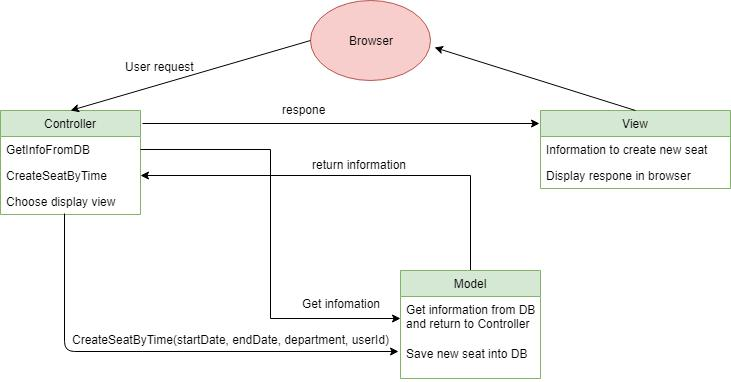 Browser
User request
Controller
GetInfoFromDB
CreateSeatByTime
Choose display view
respone
View
Information to create new seat
Display respone in browser
return information
Get infomation
CreateSeatByTime(startDate, endDate, department, userId)
Model
Get information from DB
and return to Controller
Save new seat into DB